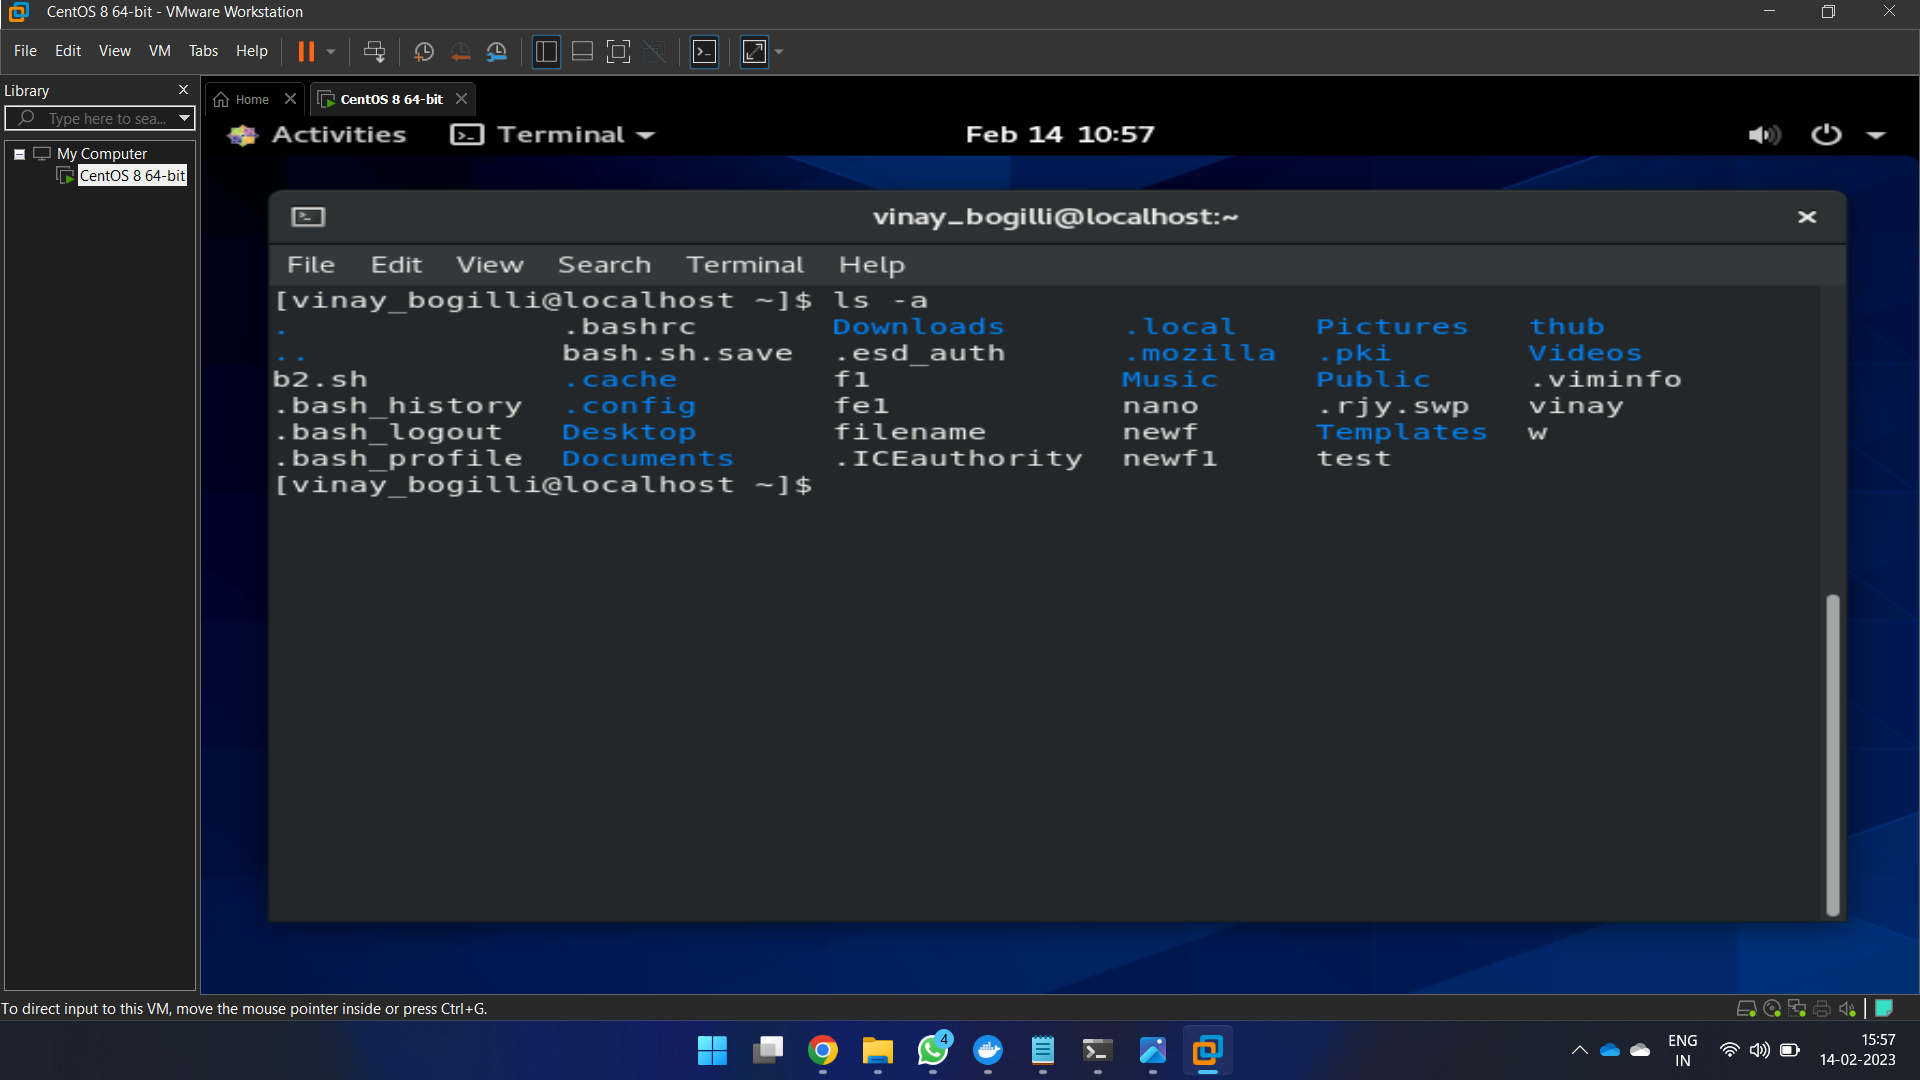 CentOS 8 64-bit - VMware Workstation
File Edit View VM Tabs Help
Library
Type here to sea...
My Computer
CentOS 8 64-bit
Home CentOS 8 64-bit
Activities Terminal Feb 14 10:57
vinay_bogilli@localhost:~
File Edit View Search Terminal Help
[vinay_bogilli@localhost ~]$ ls -a
. .bashrc Downloads .local Pictures thub
.. bash.sh.save .esd_auth .mozilla .pki Videos
b2.sh .cache f1 Music Public .viminfo
.bash_history .config fe1 nano .rjy.swp vinay
.bash_logout Desktop filename newf Templates w
.bash_profile Documents .ICEauthority newf1 test
[vinay_bogilli@localhost ~]$
To direct input to this VM, move the mouse pointer inside or press Ctrl+G.
4
ENG
IN
15:57
14-02-2023